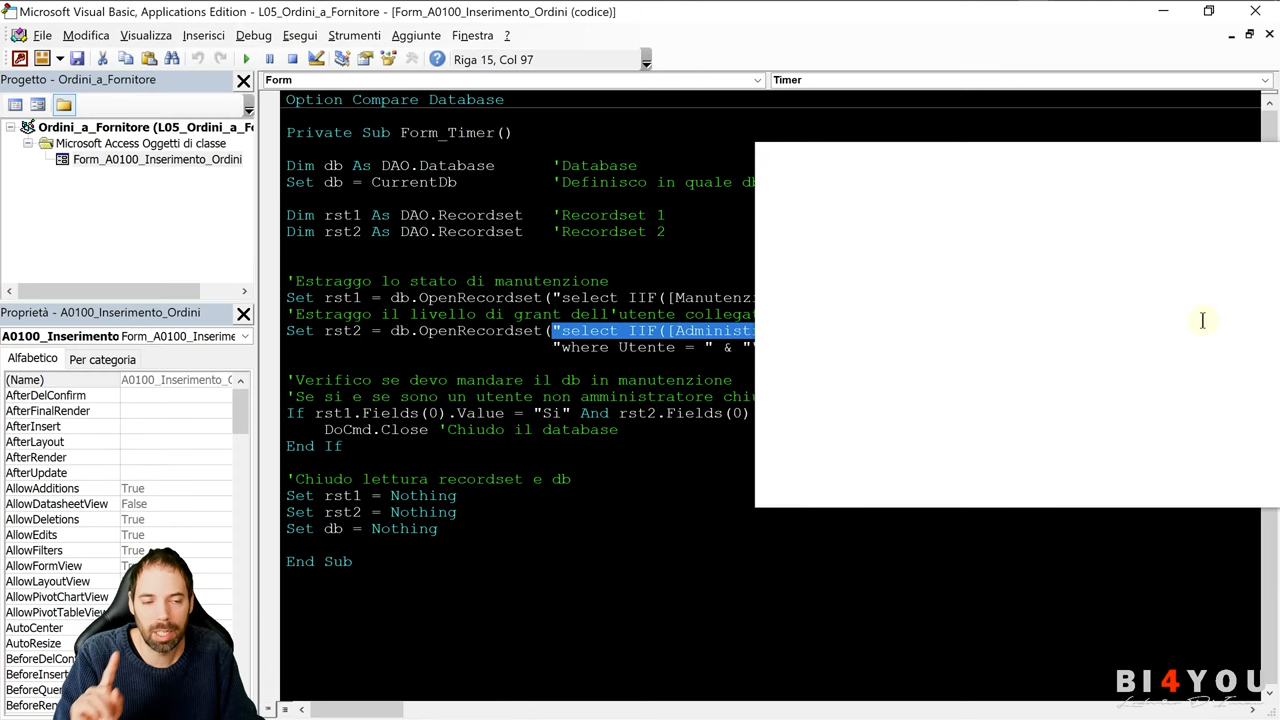 Microsoft Visual Basic, Applications Edition - L05_Ordini_a_Fornitore - [Form_A0100_Inserimento_Ordini (codice)]
File Modifica Visualizza Inserisci Debug Esegui Strumenti Aggiunte Finestra ?
Riga 15, Col 97
Progetto - Ordini_a_Fornitore
Ordini_a_Fornitore (L05_Ordini_a_Fo
Microsoft Access Oggetti di classe
Form_A0100_Inserimento_Ordini
Proprietà - A0100_Inserimento_Ordini
A0100_Inserimento Form_A0100_Inserimento_Or
Alfabetico Per categoria
(Name) A0100_Inserimento_O
AfterDelConfirm
AfterFinalRender
AfterInsert
AfterLayout
AfterRender
AfterUpdate
AllowAdditions True
AllowDatasheetView False
AllowDeletions True
AllowEdits True
AllowFilters True
AllowFormView
AllowLayoutView
AllowPivotChartView
AllowPivotTableView
AutoCenter
AutoResize
BeforeDelCon
BeforeInser
BeforeQue
BeforeRen
Form Timer
Option Compare Database
Private Sub Form_Timer()
Dim db As DAO.Database 'Database
Set db = CurrentDb 'Definisco in quale db
Dim rst1 As DAO.Recordset 'Recordset 1
Dim rst2 As DAO.Recordset 'Recordset 2
'Estraggo lo stato di manutenzione
Set rst1 = db.OpenRecordset("select IIF([Manutenzi
'Estraggo il livello di grant dell'utente collegat
Set rst2 = db.OpenRecordset("select IIF([Administ
"where Utente = " & "
'Verifico se devo mandare il db in manutenzione
'Se si e se sono un utente non amministratore chi
If rst1.Fields(0).Value = "Si" And rst2.Fields(0)
DoCmd.Close 'Chiudo il database
End If
'Chiudo lettura recordset e db
Set rst1 = Nothing
Set rst2 = Nothing
Set db = Nothing
End Sub
BI4YOU